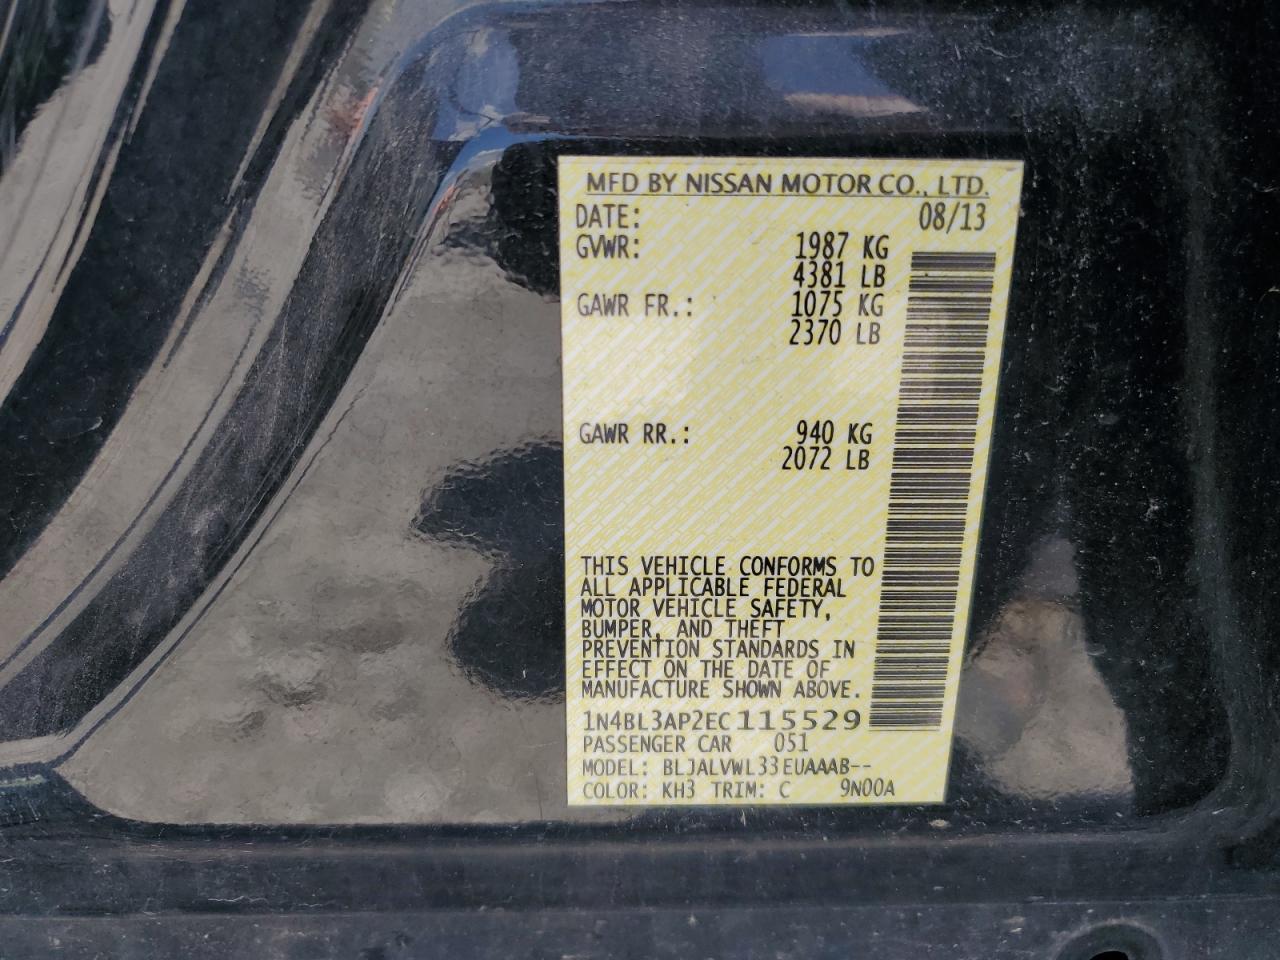 MFD BY NISSAN MOTOR CO., LTD.
DATE: 08/13
GVWR: 1987 KG
4381 LB
GAWR FR.: 1075 KG
2370 LB
GAWR RR.: 940 KG
2072 LB
THIS VEHICLE CONFORMS TO
ALL APPLICABLE FEDERAL
MOTOR VEHICLE SAFETY,
BUMPER, AND THEFT
PREVENTION STANDARDS IN
EFFECT ON THE DATE OF
MANUFACTURE SHOWN ABOVE.
1N4BL3AP2EC115529
PASSENGER CAR 051
MODEL: BLJALVWL33EUAAAB--
COLOR: KH3 TRIM: C 9N00A